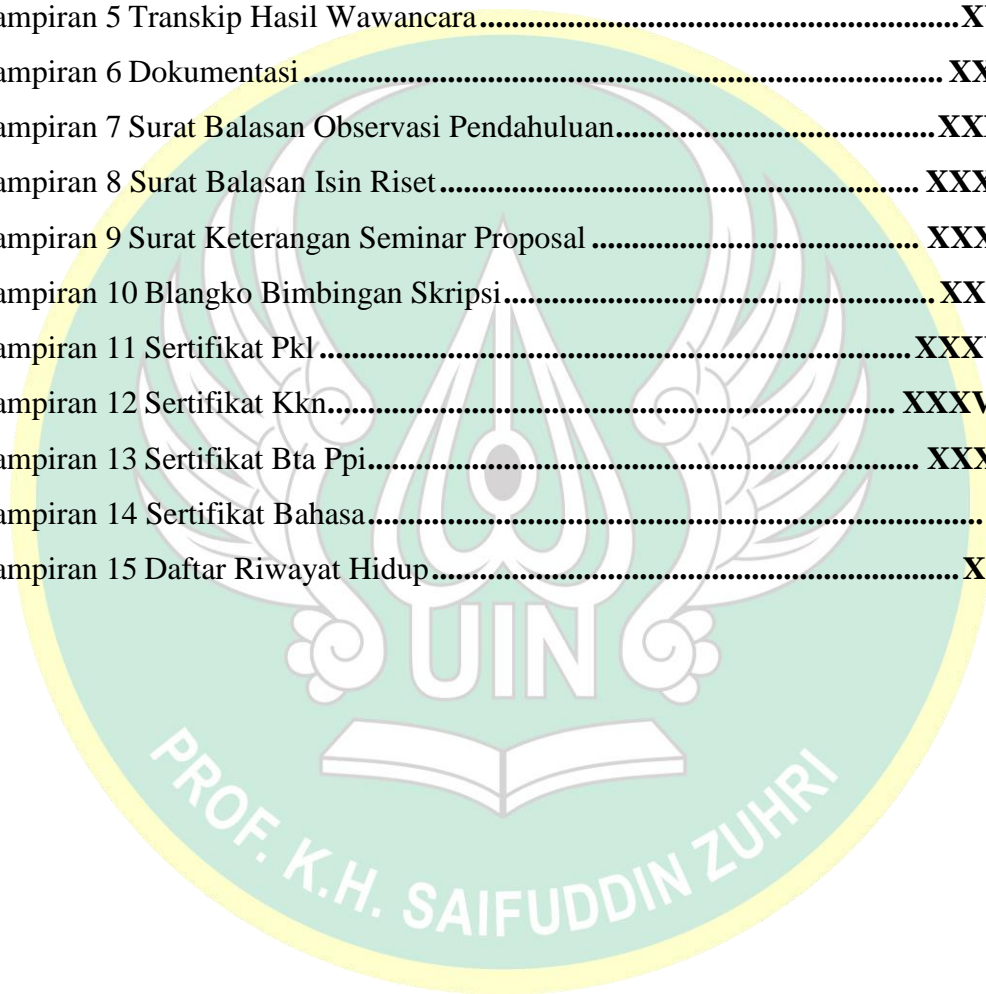 ampiran 5 Transkip Hasil Wawancara
ampiran 6 Dokumentasi
ampiran 7 Surat Balasan Observasi Pendahuluan
ampiran 8 Surat Balasan Isin Riset
ampiran 9 Surat Keterangan Seminar Proposal
ampiran 10 Blangko Bimbingan Skripsi
ampiran 11 Sertifikat Pkl
ampiran 12 Sertifikat Kkn
ampiran 13 Sertifikat Bta Ppi
ampiran 14 Sertifikat Bahasa
ampiran 15 Daftar Riwayat Hidup
UIN
PROF. K.H. SAIFUDDIN ZUHRI